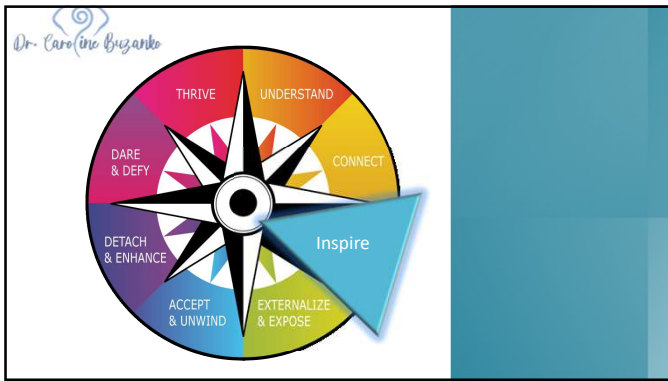 Dr. Caroline Buzanko
THRIVE
UNDERSTAND
CONNECT
Inspire
EXTERNALIZE
& EXPOSE
ACCEPT
& UNWIND
DETACH
& ENHANCE
DARE
& DEFY